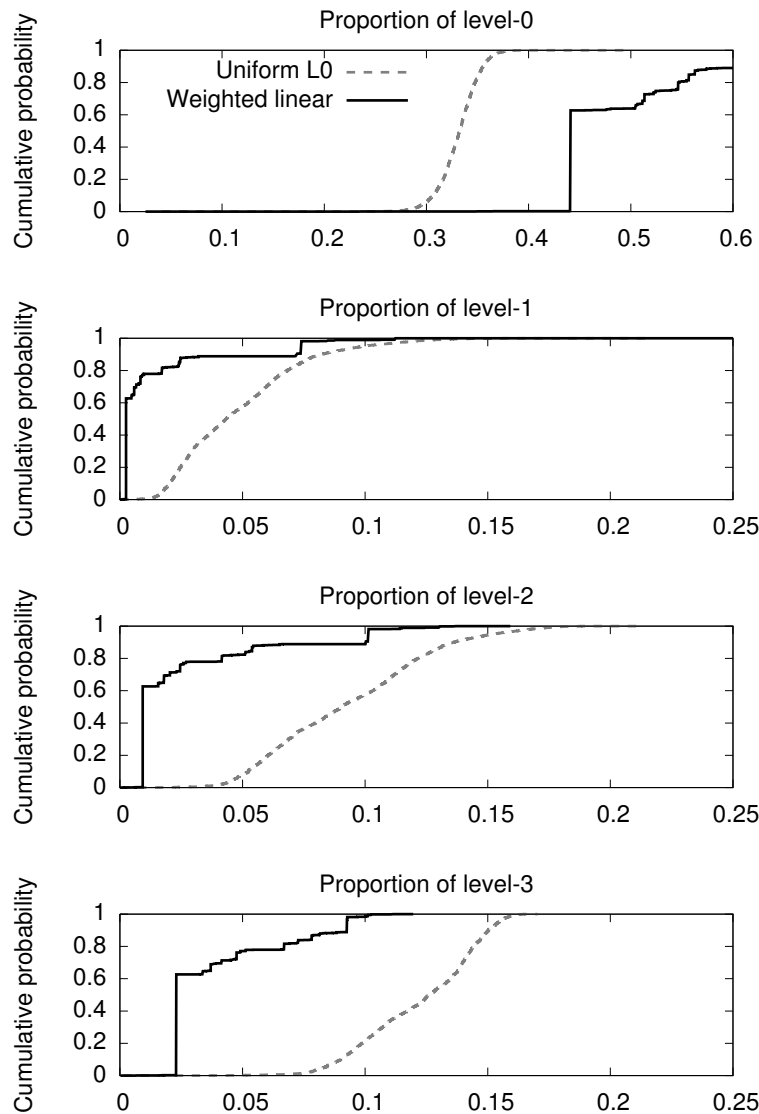 Proportion of level-0
Cumulative probability
1
0.8
0.6
0.4
0.2
0
Uniform L0
Weighted linear
0 0.1 0.2 0.3 0.4 0.5 0.6
Proportion of level-1
Cumulative probability
1
0.8
0.6
0.4
0.2
0
0 0.05 0.1 0.15 0.2 0.25
Proportion of level-2
Cumulative probability
1
0.8
0.6
0.4
0.2
0
0 0.05 0.1 0.15 0.2 0.25
Proportion of level-3
Cumulative probability
1
0.8
0.6
0.4
0.2
0
0 0.05 0.1 0.15 0.2 0.25